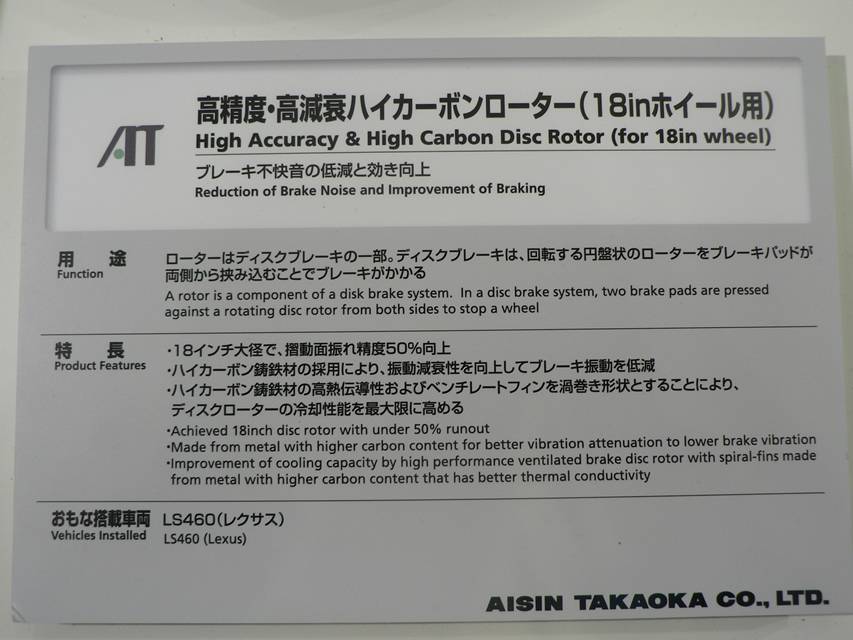 AIT
高精度・高減衰ハイカーボンローター(18inホイール用)
High Accuracy & High Carbon Disc Rotor (for 18in wheel)
ブレーキ不快音の低減と効き向上
Reduction of Brake Noise and Improvement of Braking
用途
Function
ローターはディスクブレーキの一部。ディスクブレーキは、回転する円盤状のローターをブレーキパッドが
両側から挟み込むことでブレーキがかかる
A rotor is a component of a disk brake system. In a disc brake system, two brake pads are pressed
against a rotating disc rotor from both sides to stop a wheel
特長
Product Features
・18インチ大径で、摺動面振れ精度50%向上
・ハイカーボン鋳鉄材の採用により、振動減衰性を向上してブレーキ振動を低減
・ハイカーボン鋳鉄材の高熱伝導性およびベンチレートフィンを渦巻き形状とすることにより、
ディスクローターの冷却性能を最大限に高める
・Achieved 18inch disc rotor with under 50% runout
・Made from metal with higher carbon content for better vibration attenuation to lower brake vibration
・Improvement of cooling capacity by high performance ventilated brake disc rotor with spiral-fins made
from metal with higher carbon content that has better thermal conductivity
おもな搭載車両
Vehicles Installed
LS460(レクサス)
LS460 (Lexus)
AISIN TAKAOKA CO., LTD.